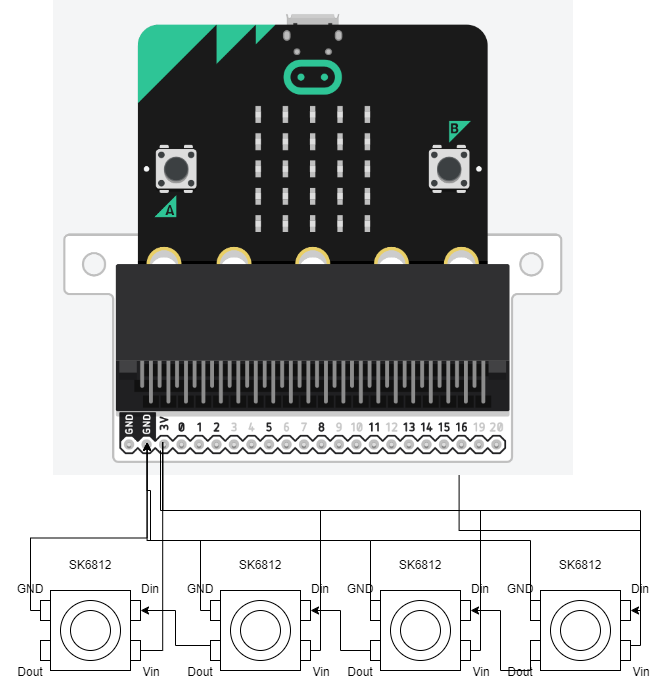 B
A
GND GND 3V 0 1 2 3 4 5 6 7 8 9 10 11 12 13 14 15 16 19 20
SK6812 SK6812 SK6812 SK6812
GND Din GND Din GND Din GND Din
Dout Vin Dout Vin Dout Vin Dout Vin